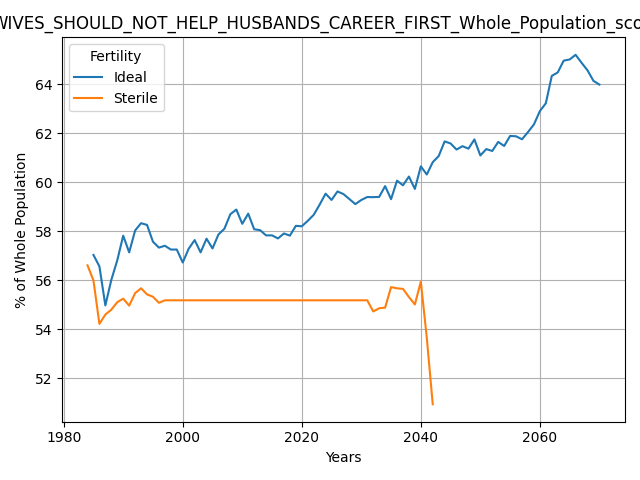 WIVES_SHOULD_NOT_HELP_HUSBANDS_CAREER_FIRST_Whole_Population_sco
Fertility
Ideal
Sterile
% of Whole Population
64
62
60
58
56
54
52
1980
2000
2020
2040
2060
Years